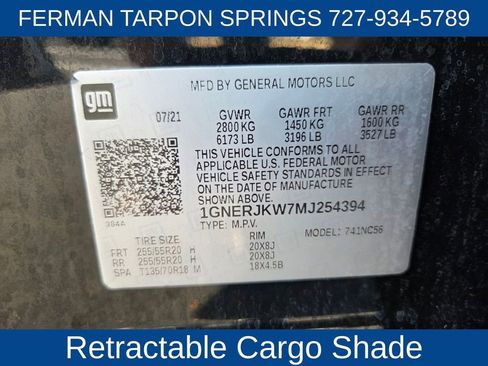 FERMAN TARPON SPRINGS 727-934-5789
gm
MFD BY GENERAL MOTORS LLC
07/21 GVWR GAWR FRT GAWR RR
2800 KG 1450 KG 1600 KG
6173 LB 3196 LB 3527 LB
THIS VEHICLE CONFORMS TO ALL
APPLICABLE U.S. FEDERAL MOTOR
VEHICLE SAFETY STANDARDS IN EFFECT
ON THE DATE OF MANUFACTURE SHOWN ABOVE.
384A
1GNERJKW7MJ254394
TYPE: M.P.V. MODEL: 741NC56
TIRE SIZE RIM
FRT 255/55R20 H 20X8J
RR 255/55R20 H 20X8J
SPA T135/70R18 M 18X4.5B
Retractable Cargo Shade